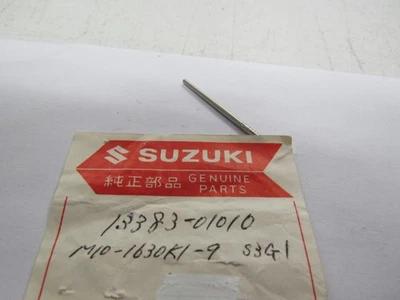 SUZUKI
純正部品 GENUINE PARTS
13383-01010
M10-1630K1-9 S3G1